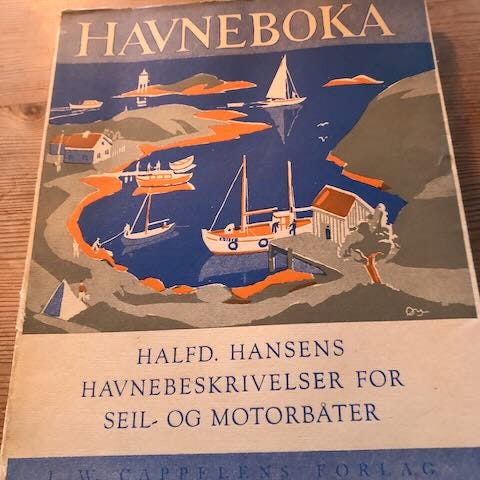 HAVNEBOKA
HALFD. HANSENS
HAVNEBESKRIVELSER FOR
SEIL- OG MOTORBÅTER
J. W. CAPPELENS FORLAG